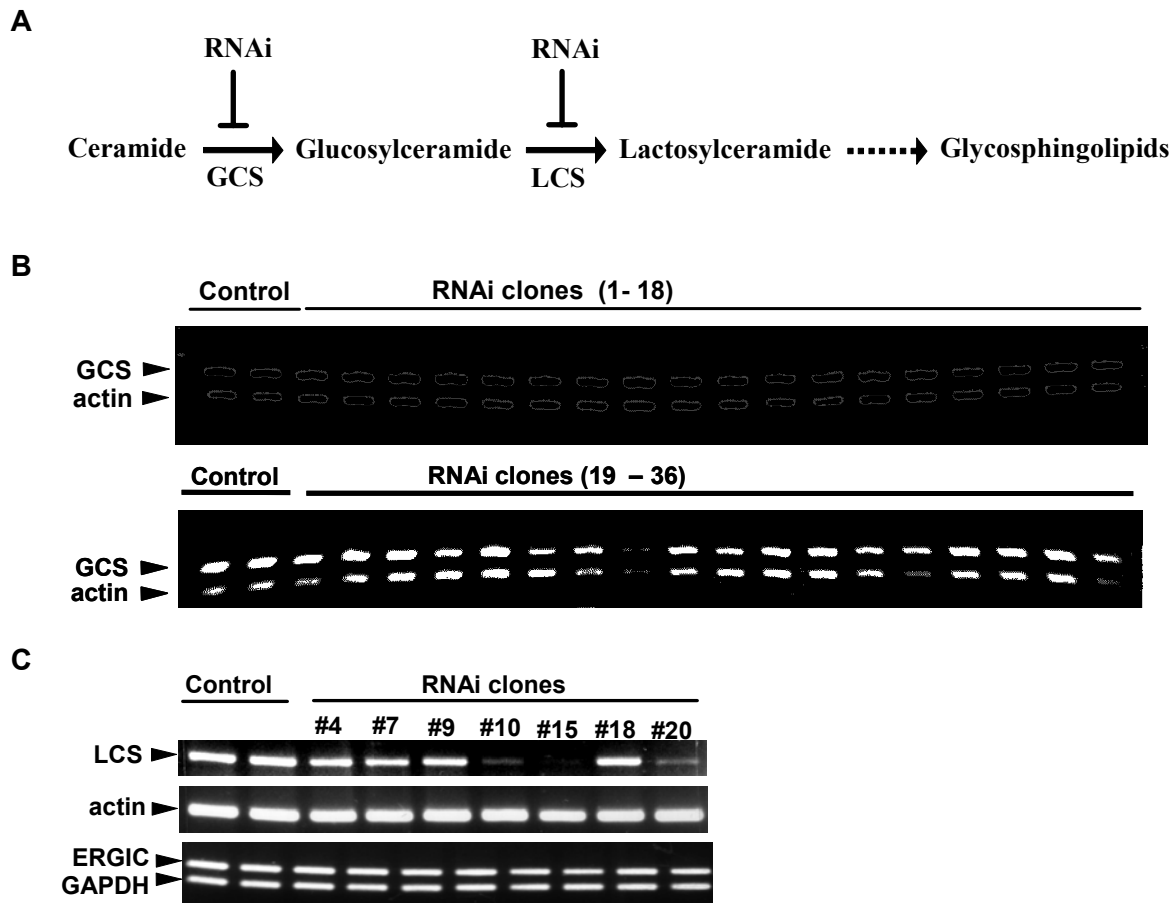 A
RNAi RNAi
Ceramide Glucosylceramide Lactosylceramide Glycosphingolipids
GCS LCS
B
Control RNAi clones (1- 18)
GCS
actin
Control RNAi clones (19 – 36)
GCS
actin
C
Control RNAi clones
#4 #7 #9 #10 #15 #18 #20
LCS
actin
ERGIC
GAPDH